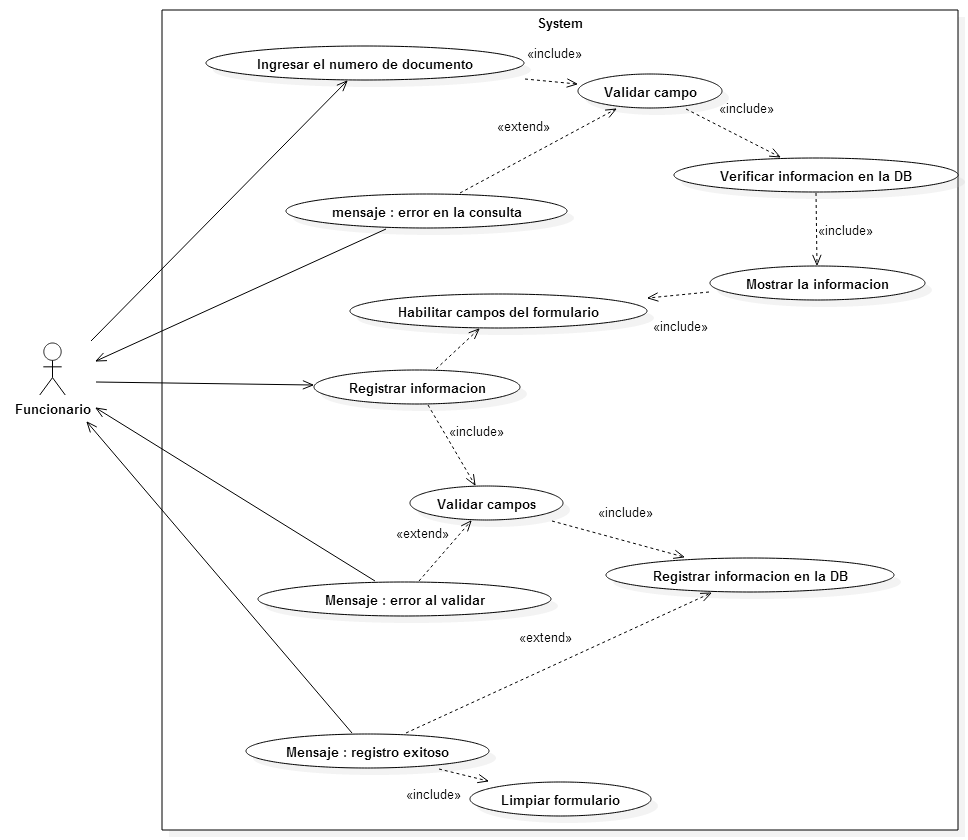 System
«include»
Ingresar el numero de documento
Validar campo
«include»
«extend»
Verificar informacion en la DB
mensaje : error en la consulta
«include»
Mostrar la informacion
Habilitar campos del formulario
«include»
Registrar informacion
Funcionario
«include»
Validar campos
«include»
«extend»
Registrar informacion en la DB
Mensaje : error al validar
«extend»
Mensaje : registro exitoso
«include»
Limpiar formulario